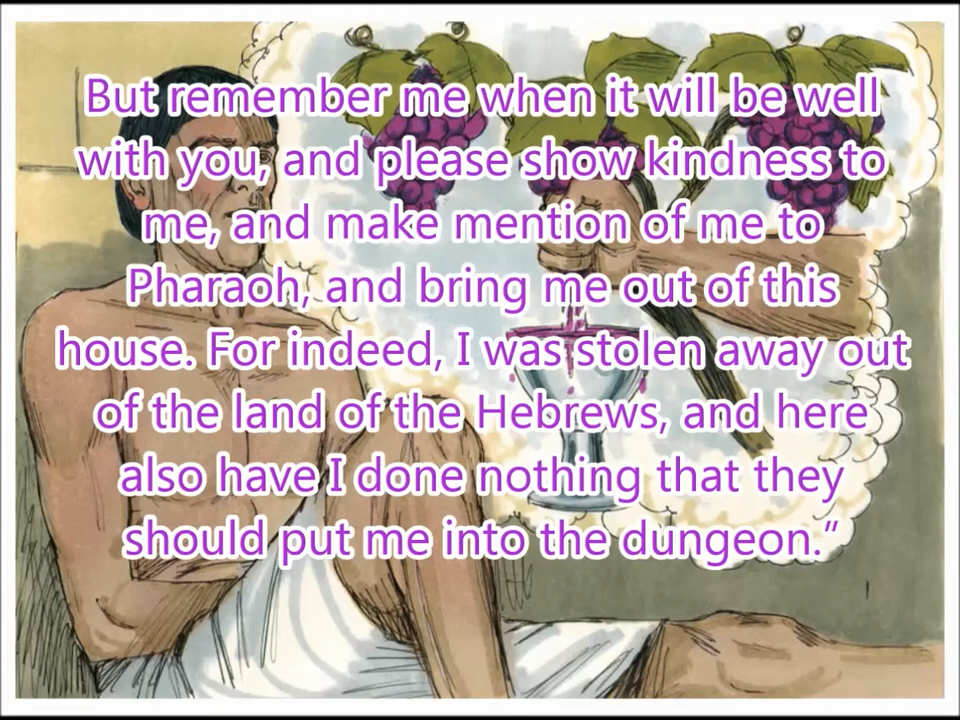 But remember me when it will be well
with you, and please show kindness to
me, and make mention of me to
Pharaoh, and bring me out of this
house. For indeed, I was stolen away out
of the land of the Hebrews, and here
also have I done nothing that they
should put me into the dungeon.”